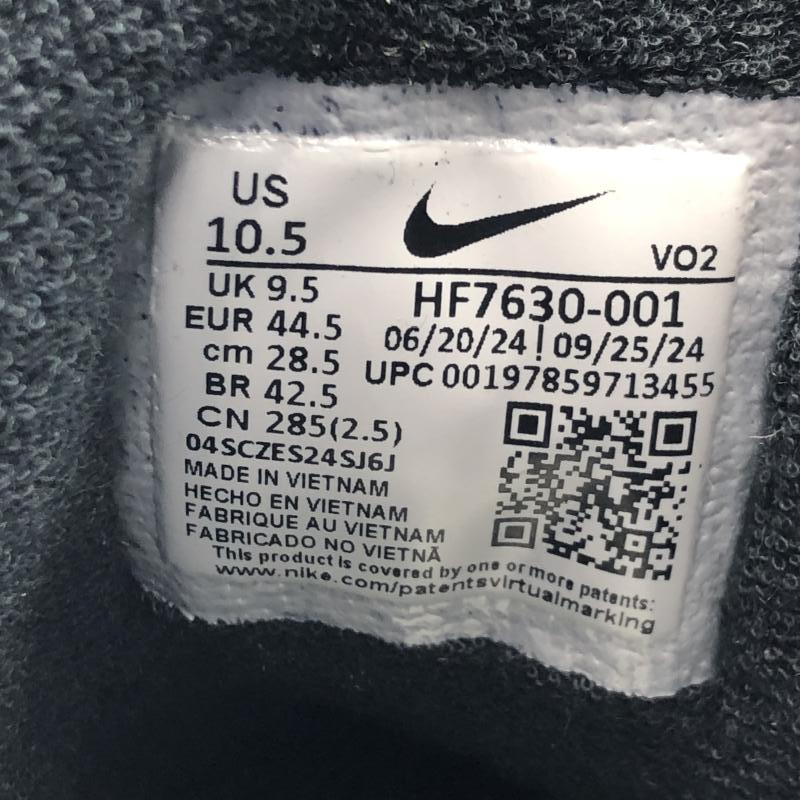 US
10.5
VO2
UK 9.5
EUR 44.5
cm 28.5
BR 42.5
CN 285(2.5)
HF7630-001
06/20/24 | 09/25/24
UPC 00197859713455
04SCZES24SJ6J
MADE IN VIETNAM
HECHO EN VIETNAM
FABRIQUE AU VIETNAM
FABRICADO NO VIETNÃ
This product is covered by one or more patents:
www.nike.com/patentsvirtualmarking